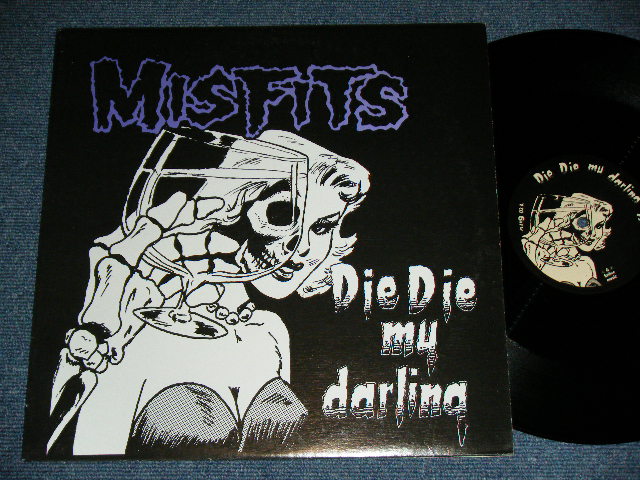 MISFITS
Die Die
my
darling
Die Die my darling